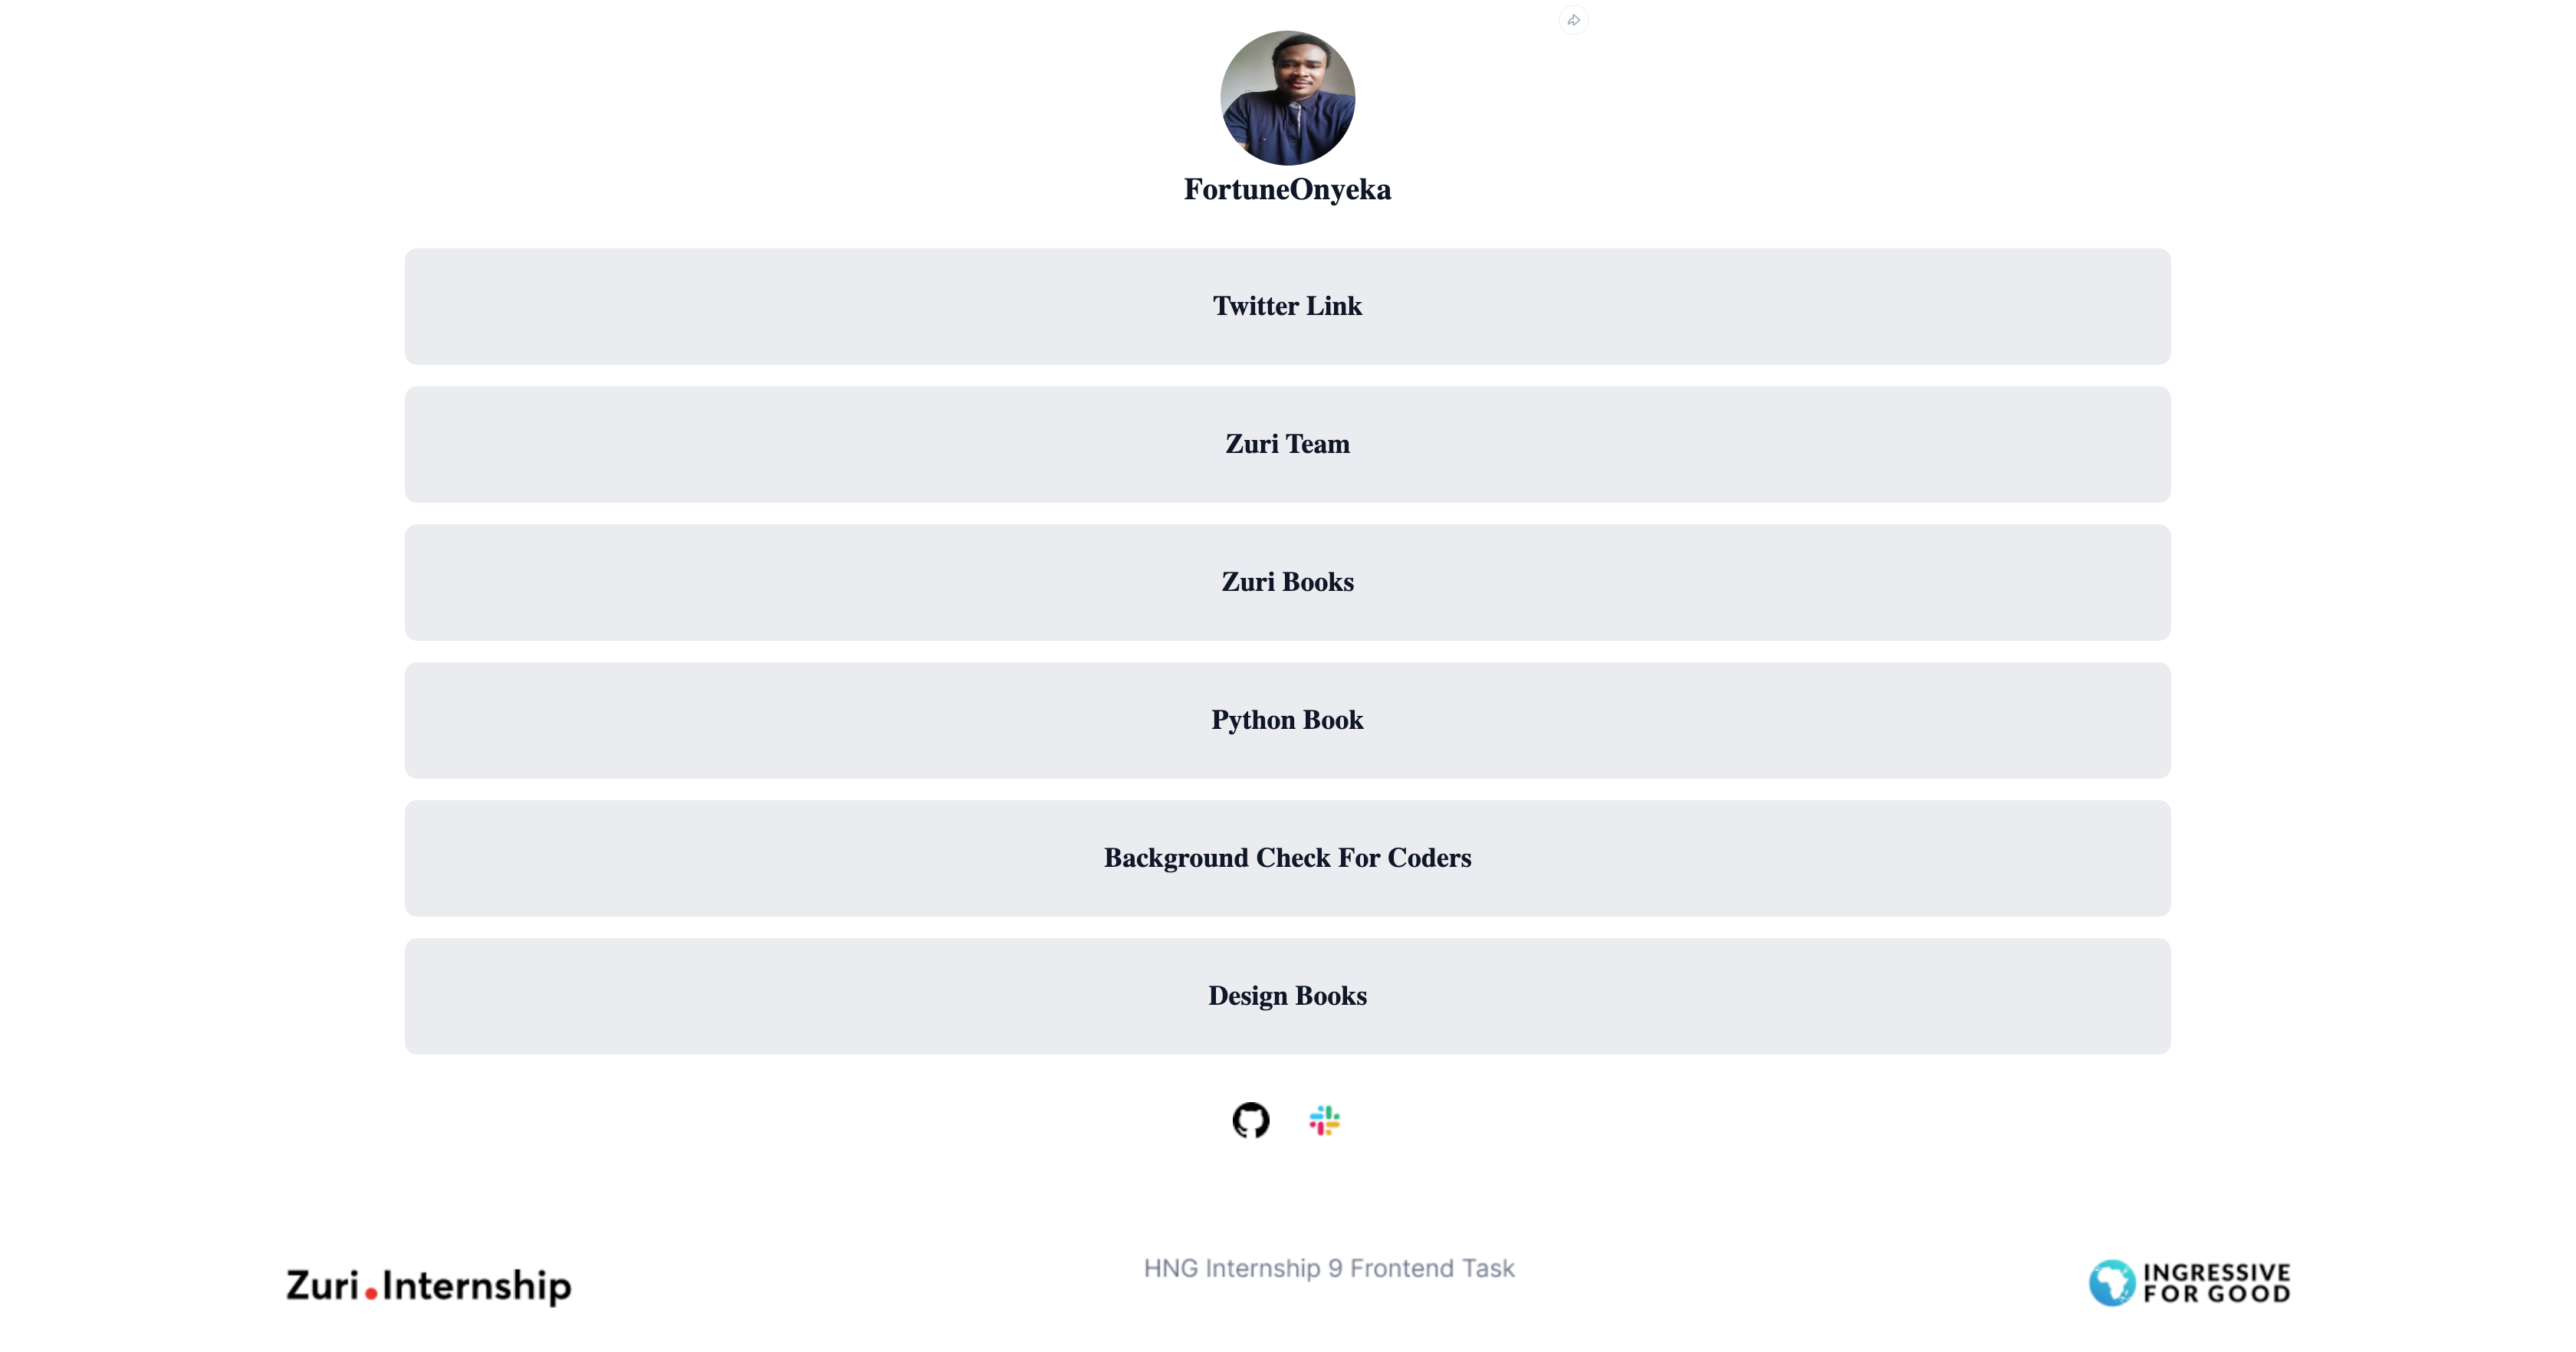 FortuneOnyeka
Twitter Link
Zuri Team
Zuri Books
Python Book
Background Check For Coders
Design Books
Zuri.Internship
HNG Internship 9 Frontend Task
INGRESSIVE
FOR GOOD